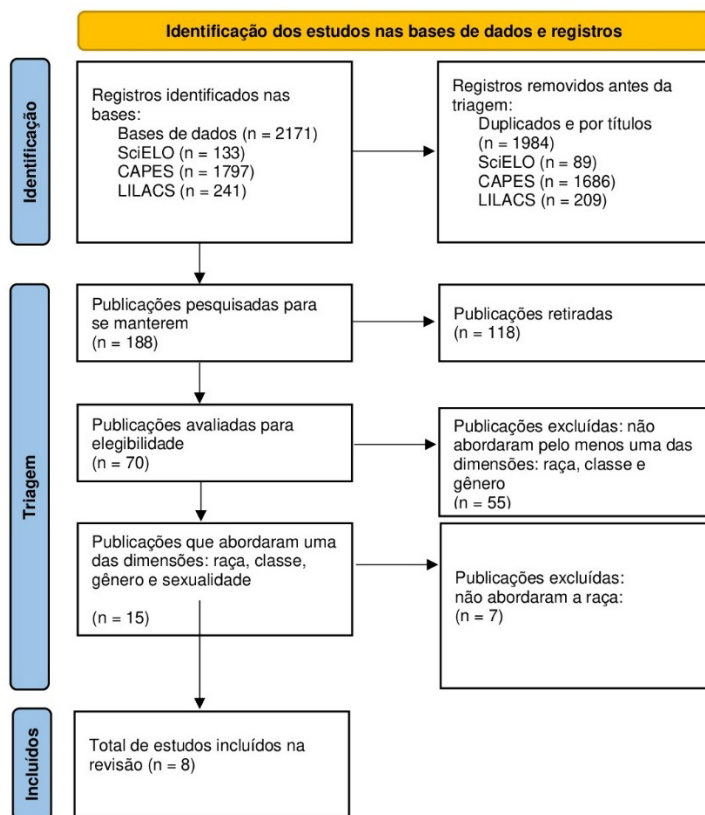 Identificação dos estudos nas bases de dados e registros
Identificação
Registros identificados nas
bases:
Bases de dados (n = 2171)
SciELO (n = 133)
CAPES (n = 1797)
LILACS (n = 241)
Registros removidos antes da
triagem:
Duplicados e por títulos
(n = 1984)
SciELO (n = 89)
CAPES (n = 1686)
LILACS (n = 209)
Triagem
Publicações pesquisadas para
se manterem
(n = 188)
Publicações retiradas
(n = 118)
Publicações avaliadas para
elegibilidade
(n = 70)
Publicações excluídas: não
abordaram pelo menos uma das
dimensões: raça, classe e
gênero
(n = 55)
Publicações que abordaram uma
das dimensões: raça, classe,
gênero e sexualidade
(n = 15)
Publicações excluídas:
não abordaram a raça:
(n = 7)
Incluídos
Total de estudos incluídos na
revisão (n = 8)